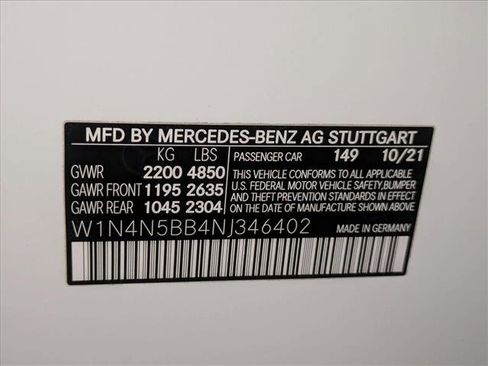 MFD BY MERCEDES-BENZ AG STUTTGART
KG LBS PASSENGER CAR 149 10/21
GVWR 2200 4850 THIS VEHICLE CONFORMS TO ALL APPLICABLE
GAWR FRONT 1195 2635 U.S. FEDERAL MOTOR VEHICLE SAFETY,BUMPER
GAWR REAR 1045 2304 AND THEFT PREVENTION STANDARDS IN EFFECT
ON THE DATE OF MANUFACTURE SHOWN ABOVE.
W1N4N5BB4NJ346402 MADE IN GERMANY